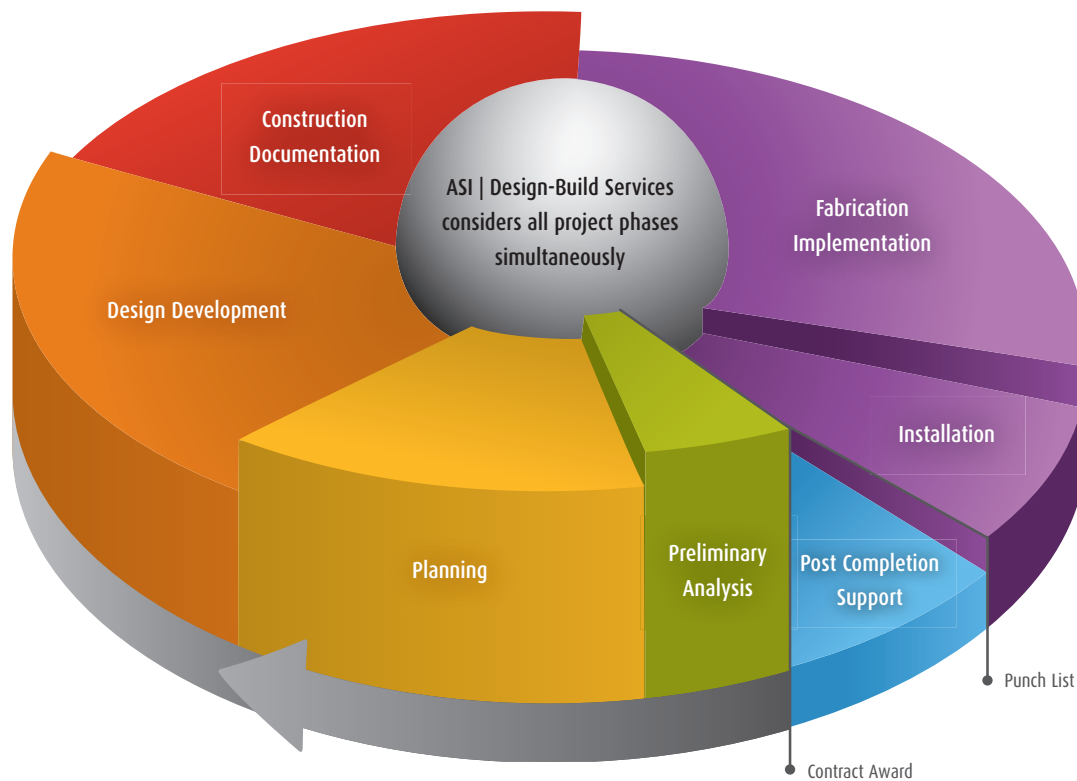 Construction
Documentation
ASI | Design-Build Services
considers all project phases
simultaneously
Fabrication
Implementation
Design Development
Installation
Planning
Preliminary
Analysis
Post Completion
Support
Punch List
Contract Award